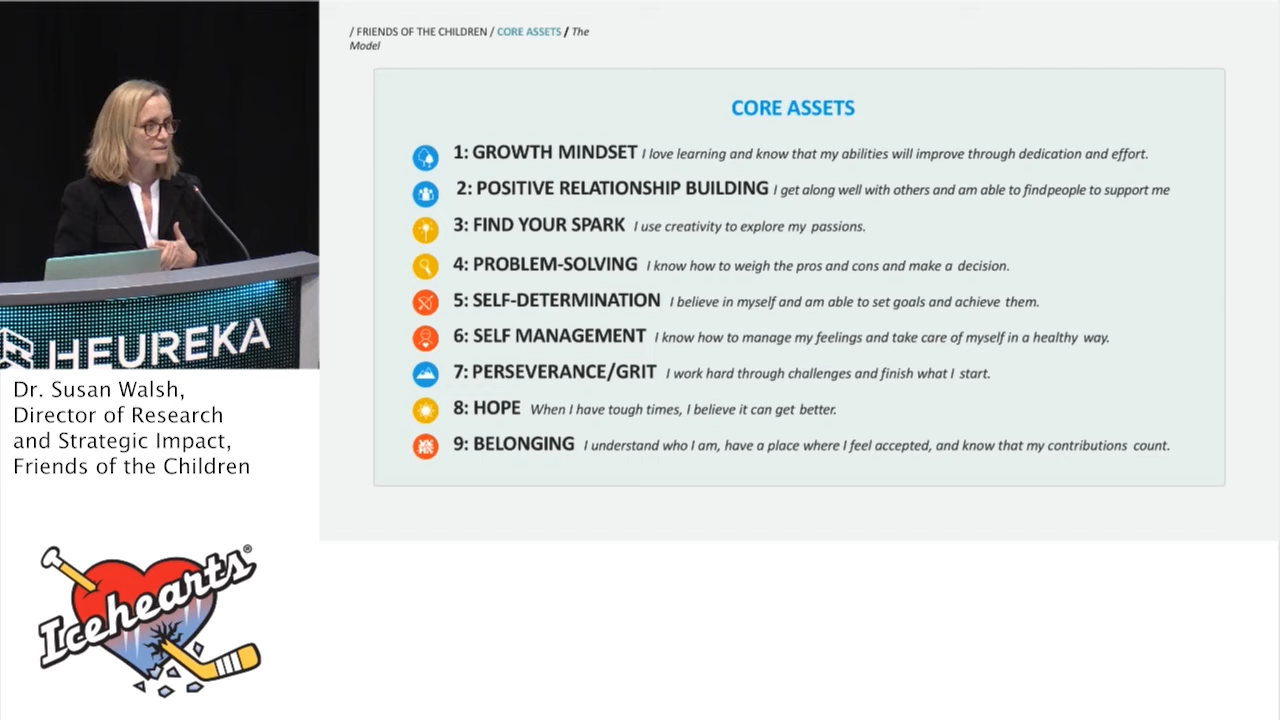 / FRIENDS OF THE CHILDREN / CORE ASSETS / The
Model
CORE ASSETS
1: GROWTH MINDSET I love learning and know that my abilities will improve through dedication and effort.
2: POSITIVE RELATIONSHIP BUILDING I get along well with others and am able to findpeople to support me
3: FIND YOUR SPARK I use creativity to explore my passions.
4: PROBLEM-SOLVING I know how to weigh the pros and cons and make a decision.
5: SELF-DETERMINATION I believe in myself and am able to set goals and achieve them.
6: SELF MANAGEMENT I know how to manage my feelings and take care of myself in a healthy way.
7: PERSEVERANCE/GRIT I work hard through challenges and finish what I start.
8: HOPE When I have tough times, I believe it can get better.
9: BELONGING I understand who I am, have a place where I feel accepted, and know that my contributions count.
HEUREKA
Dr. Susan Walsh,
Director of Research
and Strategic Impact,
Friends of the Children
Icehearts®